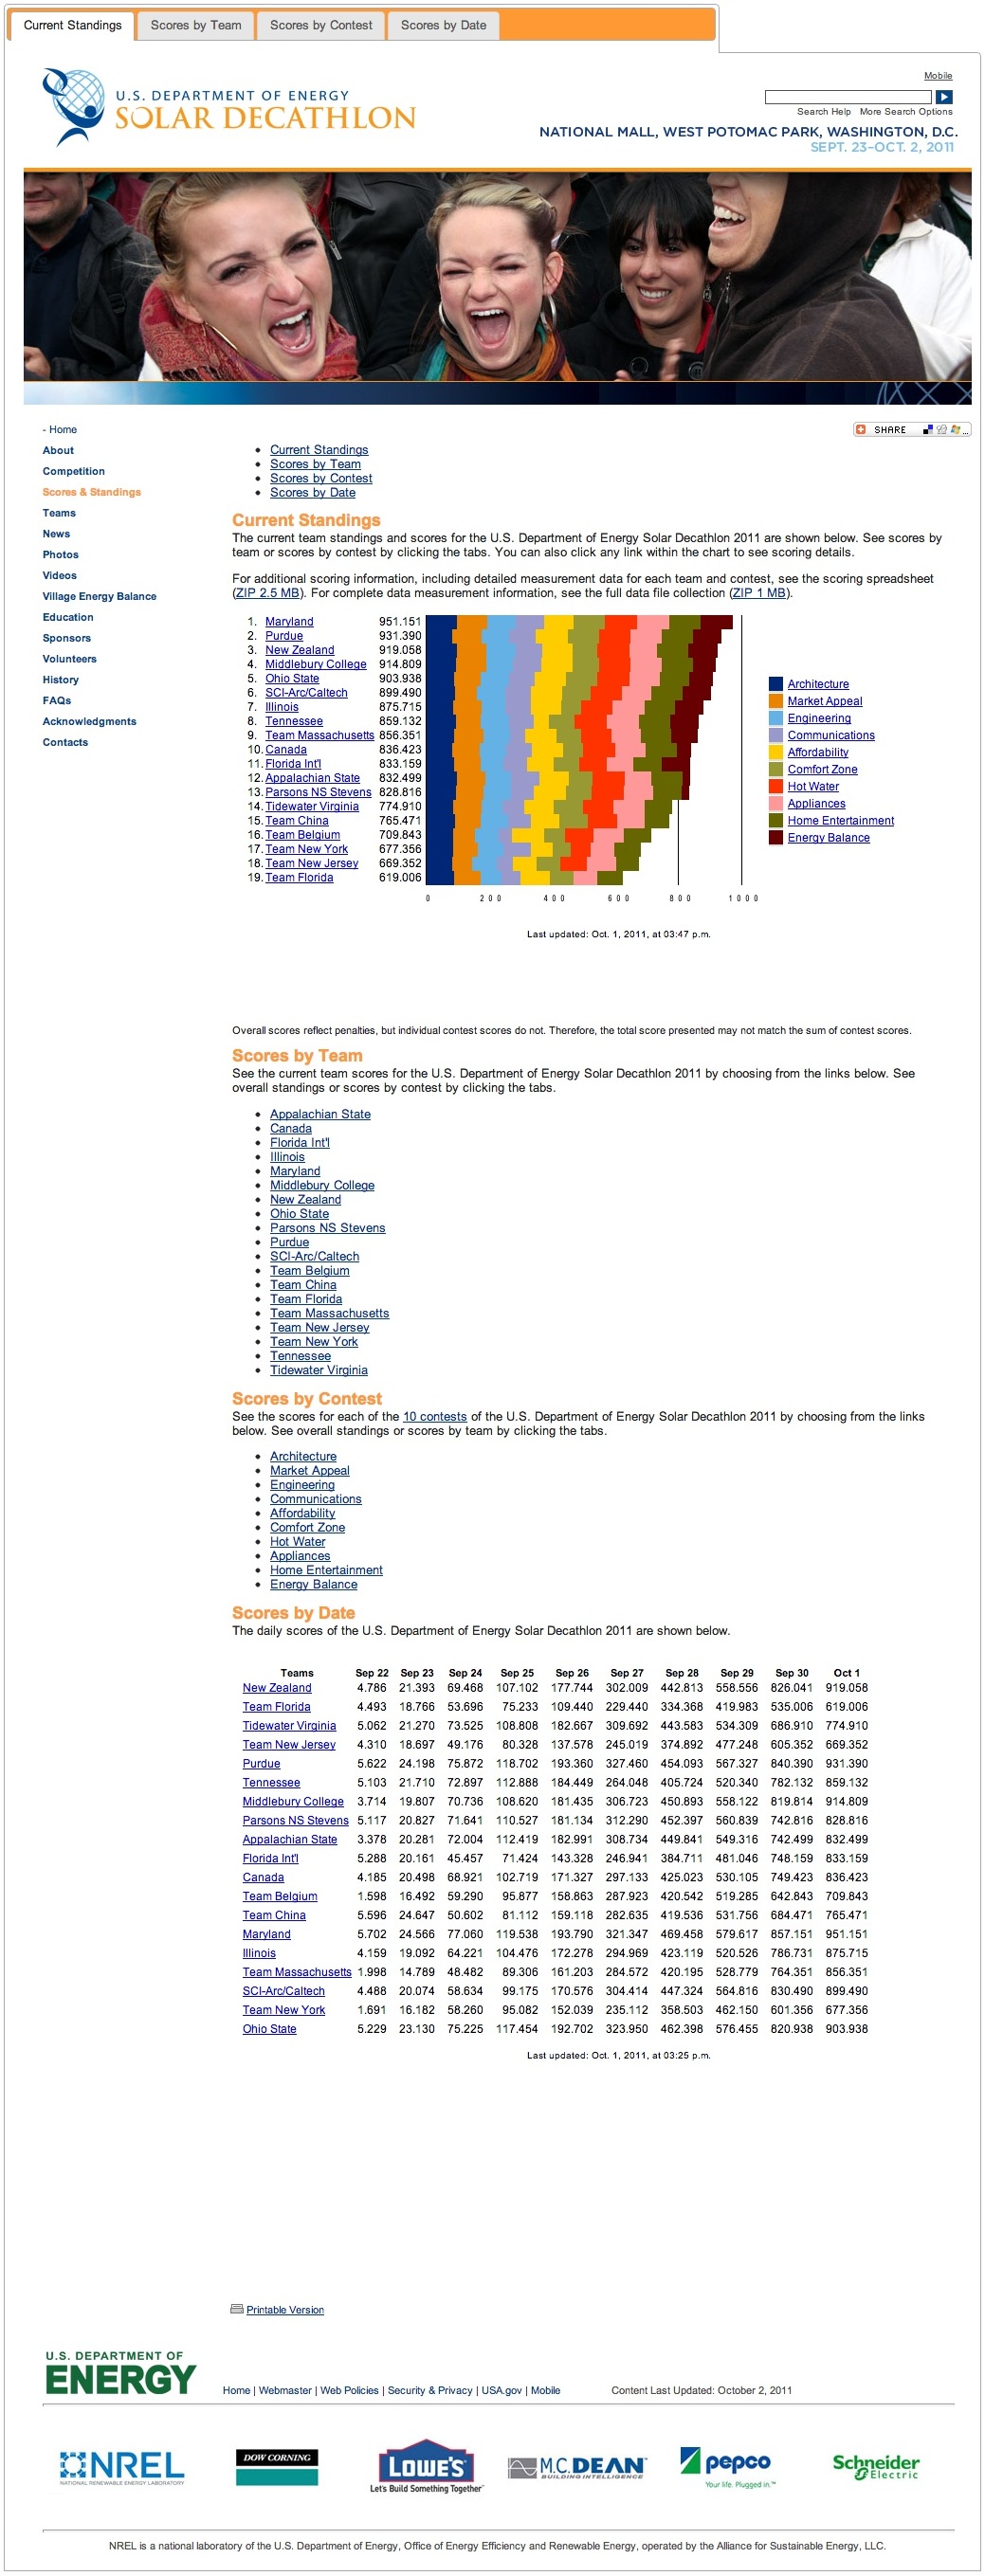 Current Standings
Scores by Team
Scores by Contest
Scores by Date
U.S. DEPARTMENT OF ENERGY
SOLAR DECATHLON
Mobile
Search Help More Search Options
NATIONAL MALL, WEST POTOMAC PARK, WASHINGTON, D.C.
SEPT. 23–OCT. 2, 2011
- Home
About
Competition
Scores & Standings
Teams
News
Photos
Videos
Village Energy Balance
Education
Sponsors
Volunteers
History
FAQs
Acknowledgments
Contacts
SHARE
Current Standings
Scores by Team
Scores by Contest
Scores by Date
Current Standings
The current team standings and scores for the U.S. Department of Energy Solar Decathlon 2011 are shown below. See scores by
team or scores by contest by clicking the tabs. You can also click any link within the chart to see scoring details.
For additional scoring information, including detailed measurement data for each team and contest, see the scoring spreadsheet
(ZIP 2.5 MB). For complete data measurement information, see the full data file collection (ZIP 1 MB).
1. Maryland 951.151
2. Purdue 931.390
3. New Zealand 919.058
4. Middlebury College 914.809
5. Ohio State 903.938
6. SCI-Arc/Caltech 899.490
7. Illinois 875.715
8. Tennessee 859.132
9. Team Massachusetts 856.351
10. Canada 836.423
11. Florida Int'l 833.159
12. Appalachian State 832.499
13. Parsons NS Stevens 828.816
14. Tidewater Virginia 774.910
15. Team China 765.471
16. Team Belgium 709.843
17. Team New York 677.356
18. Team New Jersey 669.352
19. Team Florida 619.006
0 200 400 600 800 1000
Architecture
Market Appeal
Engineering
Communications
Affordability
Comfort Zone
Hot Water
Appliances
Home Entertainment
Energy Balance
Last updated: Oct. 1, 2011, at 03:47 p.m.
Overall scores reflect penalties, but individual contest scores do not. Therefore, the total score presented may not match the sum of contest scores.
Scores by Team
See the current team scores for the U.S. Department of Energy Solar Decathlon 2011 by choosing from the links below. See
overall standings or scores by contest by clicking the tabs.
Appalachian State
Canada
Florida Int'l
Illinois
Maryland
Middlebury College
New Zealand
Ohio State
Parsons NS Stevens
Purdue
SCI-Arc/Caltech
Team Belgium
Team China
Team Florida
Team Massachusetts
Team New Jersey
Team New York
Tennessee
Tidewater Virginia
Scores by Contest
See the scores for each of the 10 contests of the U.S. Department of Energy Solar Decathlon 2011 by choosing from the links
below. See overall standings or scores by team by clicking the tabs.
Architecture
Market Appeal
Engineering
Communications
Affordability
Comfort Zone
Hot Water
Appliances
Home Entertainment
Energy Balance
Scores by Date
The daily scores of the U.S. Department of Energy Solar Decathlon 2011 are shown below.
Teams Sep 22 Sep 23 Sep 24 Sep 25 Sep 26 Sep 27 Sep 28 Sep 29 Sep 30 Oct 1
New Zealand 4.786 21.393 69.468 107.102 177.744 302.009 442.813 558.556 826.041 919.058
Team Florida 4.493 18.766 53.696 75.233 109.440 229.440 334.368 419.983 535.006 619.006
Tidewater Virginia 5.062 21.270 73.525 108.808 182.667 309.692 443.583 534.309 686.910 774.910
Team New Jersey 4.310 18.697 49.176 80.328 137.578 245.019 374.892 477.248 605.352 669.352
Purdue 5.622 24.198 75.872 118.702 193.360 327.460 454.093 567.327 840.390 931.390
Tennessee 5.103 21.710 72.897 112.888 184.449 264.048 405.724 520.340 782.132 859.132
Middlebury College 3.714 19.807 70.736 108.620 181.435 306.723 450.893 558.122 819.814 914.809
Parsons NS Stevens 5.117 20.827 71.641 110.527 181.134 312.290 452.397 560.839 742.816 828.816
Appalachian State 3.378 20.281 72.004 112.419 182.991 308.734 449.841 549.316 742.499 832.499
Florida Int'l 5.288 20.161 45.457 71.424 143.328 246.941 384.711 481.046 748.159 833.159
Canada 4.185 20.498 68.921 102.719 171.327 297.133 425.023 530.105 749.423 836.423
Team Belgium 1.598 16.492 59.290 95.877 158.863 287.923 420.542 519.285 642.843 709.843
Team China 5.596 24.647 50.602 81.112 159.118 282.635 419.536 531.756 684.471 765.471
Maryland 5.702 24.566 77.060 119.538 193.790 321.347 469.458 579.617 857.151 951.151
Illinois 4.159 19.092 64.221 104.476 172.278 294.969 423.119 520.526 786.731 875.715
Team Massachusetts 1.998 14.789 48.482 89.306 161.203 284.572 420.195 528.779 764.351 856.351
SCI-Arc/Caltech 4.488 20.074 58.634 99.175 170.576 304.414 447.324 564.816 830.490 899.490
Team New York 1.691 16.182 58.260 95.082 152.039 235.112 358.503 462.150 601.356 677.356
Ohio State 5.229 23.130 75.225 117.454 192.702 323.950 462.398 576.455 820.938 903.938
Last updated: Oct. 1, 2011, at 03:25 p.m.
Printable Version
U.S. DEPARTMENT OF
ENERGY
Home | Webmaster | Web Policies | Security & Privacy | USA.gov | Mobile
Content Last Updated: October 2, 2011
NREL
NATIONAL RENEWABLE ENERGY LABORATORY
DOW CORNING
LOWE'S
Let's Build Something Together
M.C. DEAN
BUILDING INTELLIGENCE
pepco
Your life. Plugged in.™
Schneider
Electric
NREL is a national laboratory of the U.S. Department of Energy, Office of Energy Efficiency and Renewable Energy, operated by the Alliance for Sustainable Energy, LLC.